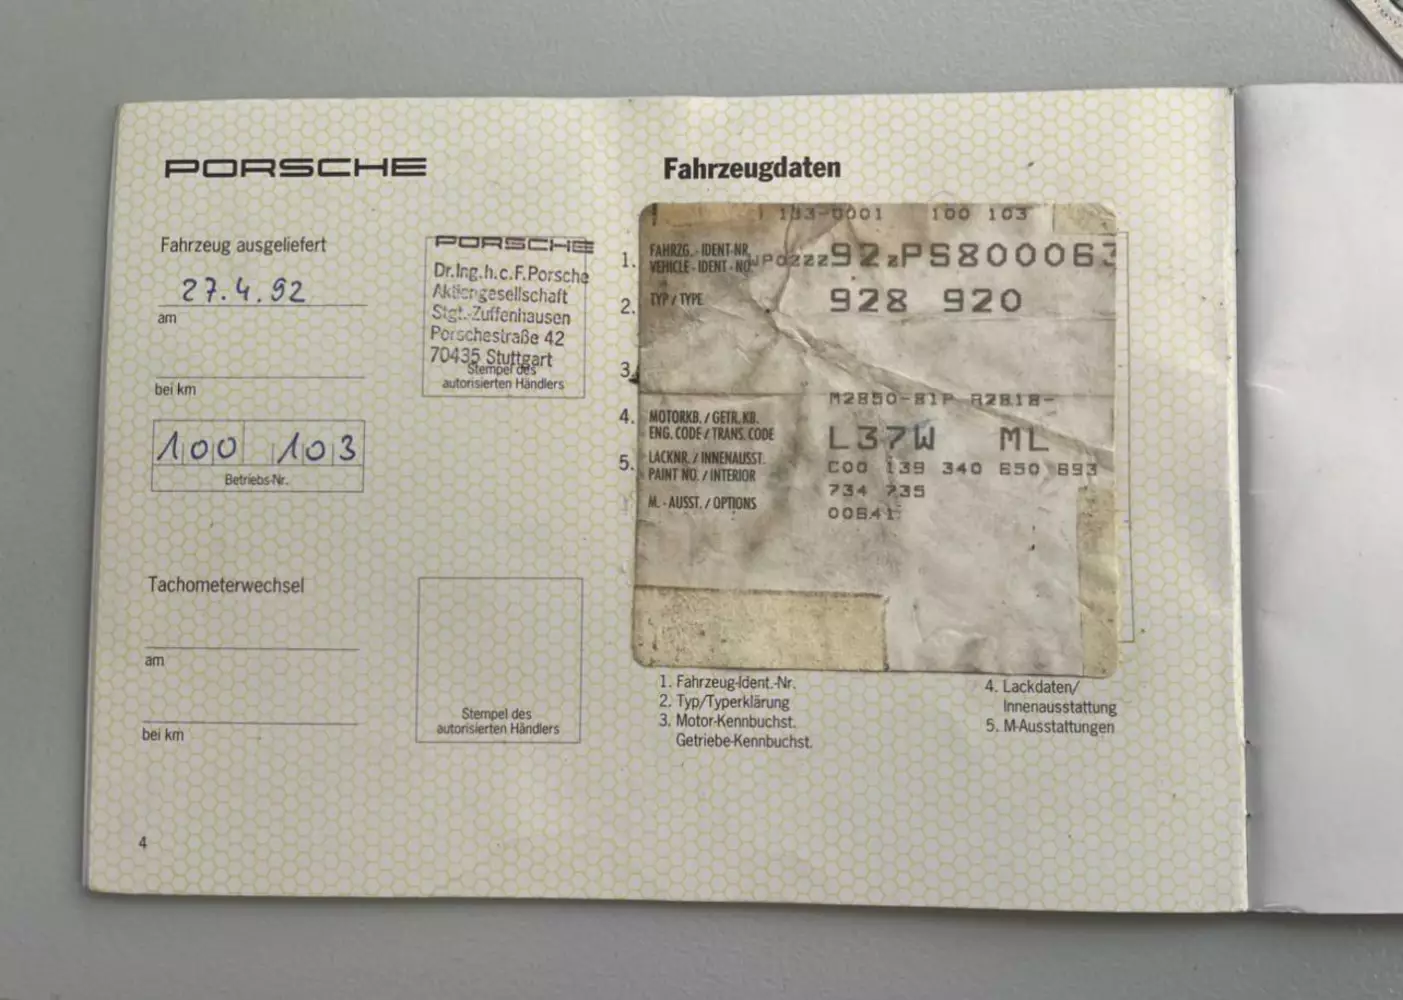 PORSCHE
Fahrzeug ausgeliefert
27.4.92
am
bei km
100 103
Betriebs-Nr.
PORSCHE
Dr.Ing.h.c.F.Porsche
Aktiengesellschaft
Stgt.-Zuffenhausen
Porschestraße 42
70435 Stuttgart
Stempel des
autorisierten Händlers
Tachometerwechsel
am
bei km
Stempel des
autorisierten Händlers
4
Fahrzeugdaten
133-0001 100 103
1. FAHRZG.-IDENT-NR.
VEHICLE-IDENT-NO. WP0ZZZ92ZPS800063
2. TYP/TYPE 928 920
3.
M2850-81P R2818-
4. MOTORKB./GETR.KB.
ENG.CODE/TRANS.CODE L37W ML
5. LACKNR./INNENAUSST.
PAINT NO./INTERIOR C00 139 340 650 693
734 735
M.-AUSST./OPTIONS
1. Fahrzeug-Ident.-Nr.
2. Typ/Typerklärung
3. Motor-Kennbuchst.
Getriebe-Kennbuchst.
4. Lackdaten/
Innenausstattung
5. M-Ausstattungen